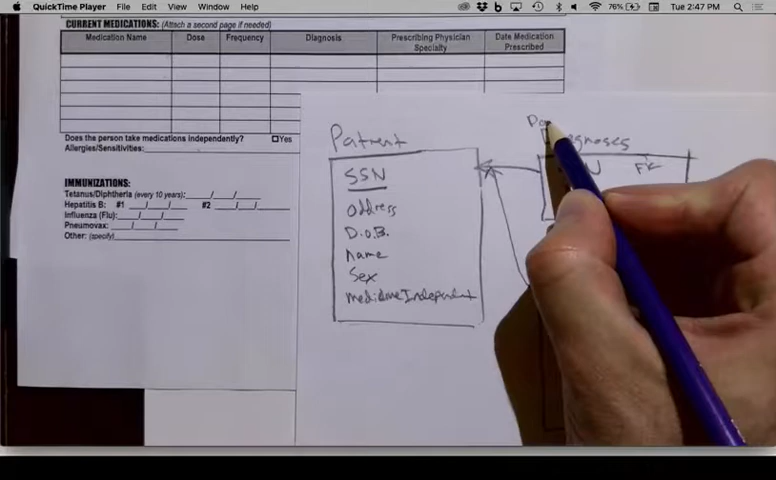 QuickTime Player File Edit View Window 76% Tue 2:47 PM
CURRENT MEDICATIONS: (Attach a second page if needed)
Medication Name Dose Frequency Diagnosis Prescribing Physician Specialty Date Medication Prescribed
Does the person take medications independently? Yes
Allergies/Sensitivities:
IMMUNIZATIONS:
Tetanus/Diphtheria (every 10 years): / /
Hepatitis B: #1 / / #2 / /
Influenza (Flu): / /
Pneumovax: / /
Other: (specify)
Patient
SSN
address
D.o.B.
name
Sex
medicineIndependent
FK